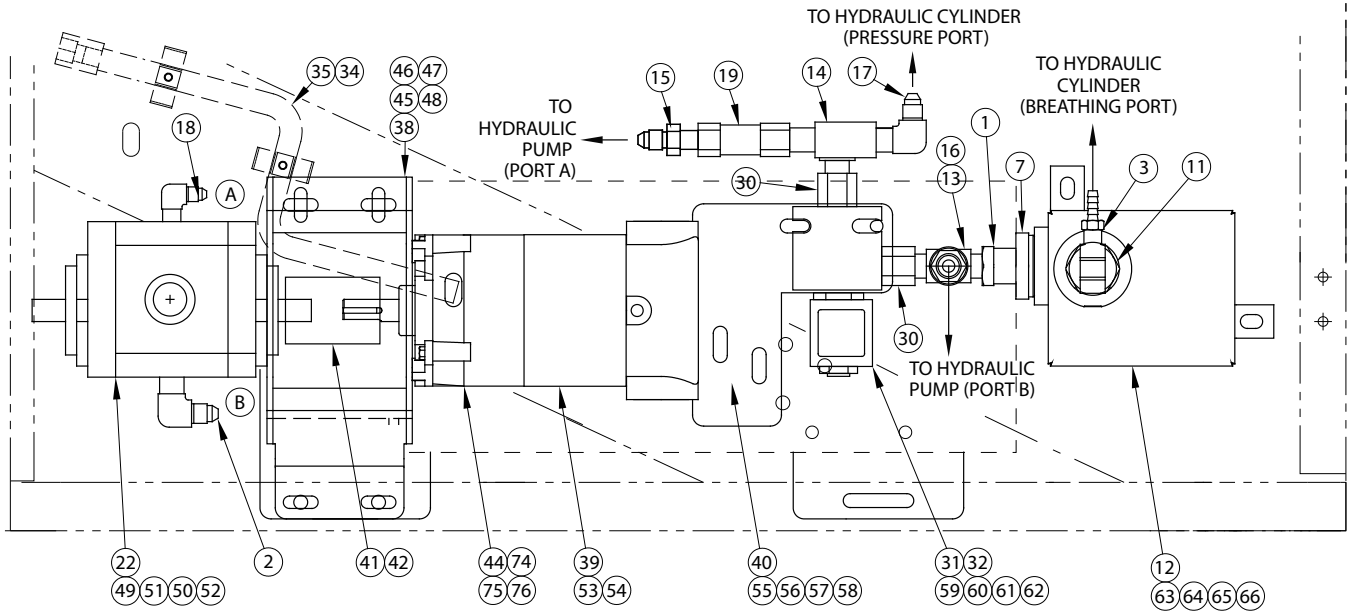 TO HYDRAULIC CYLINDER
(PRESSURE PORT)
TO HYDRAULIC
CYLINDER
(BREATHING PORT)
35 34
46 47
45 48
38
15
19
14
17
TO
HYDRAULIC
PUMP
(PORT A)
18
A
16
13
1
7
3
11
30
30
TO HYDRAULIC
PUMP (PORT B)
B
22
49 51 50 52
2
41 42
44 74
75 76
39
53 54
40
55 56 57 58
31 32
59 60 61 62
12
63 64 65 66